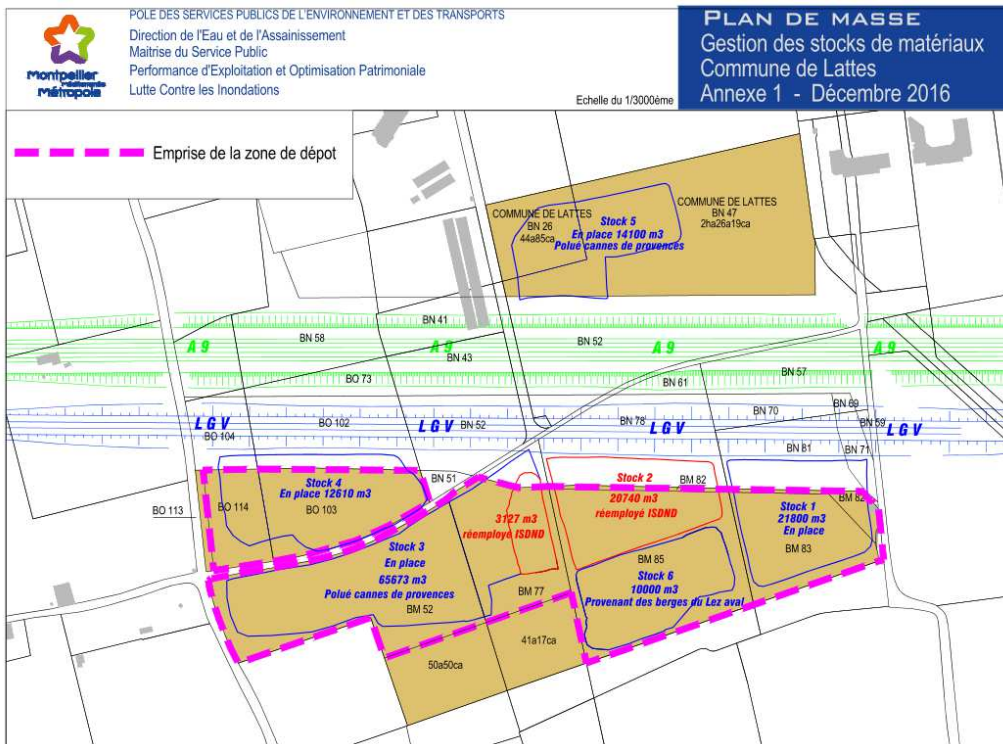 POLE DES SERVICES PUBLICS DE L'ENVIRONNEMENT ET DES TRANSPORTS
Direction de l'Eau et de l'Assainissement
Maitrise du Service Public
Performance d'Exploitation et Optimisation Patrimoniale
Lutte Contre les Inondations
montpellier
méditerranée
métropole
Echelle du 1/3000ème
PLAN DE MASSE
Gestion des stocks de matériaux
Commune de Lattes
Annexe 1 - Décembre 2016
Emprise de la zone de dépot
COMMUNE DE LATTES
BN 26
44a85ca
Stock 5
En place 14100 m3
Polué cannes de provences
COMMUNE DE LATTES
BN 47
2ha26a19ca
BN 41
BN 58
BN 52
A 9
A 9
A 9
A 9
BN 43
BN 57
BO 73
BN 61
BN 69
BN 70
LGV
BO 102
LGV
BN 52
BN 78
LGV
BN 59
LGV
BO 104
BN 81
BN 71
BN 51
Stock 4
En place 12610 m3
BO 103
BO 114
BO 113
Stock 2
BM 82
20740 m3
réemployé ISDND
BM 82
Stock 1
21800 m3
En place
BM 83
3127 m3
réemployé ISDND
Stock 3
En place
65673 m3
Polué cannes de provences
BM 52
BM 85
Stock 6
10000 m3
Provenant des berges du Lez aval
BM 77
41a17ca
50a50ca